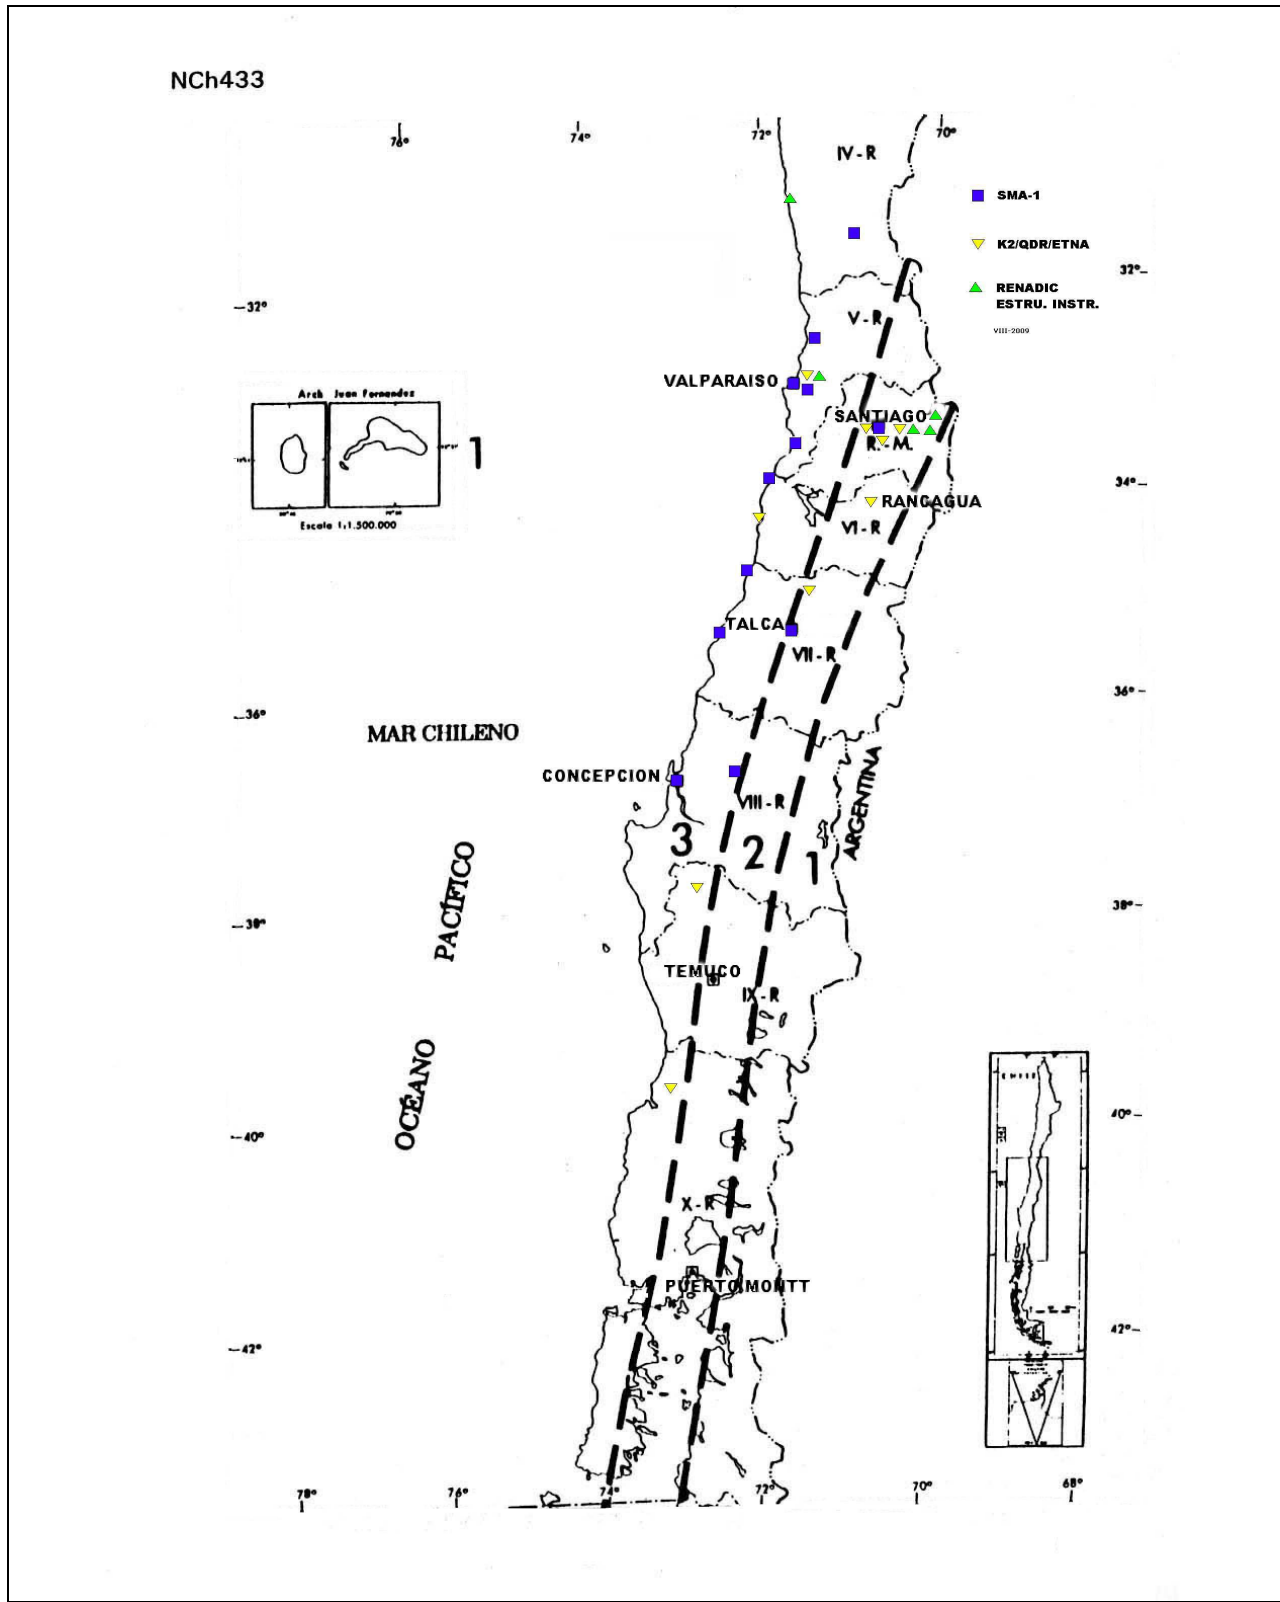 NCh433
76°
74°
72°
70°
IV-R
SMA-1
K2/QDR/ETNA
32°
RENADIC
ESTRU. INSTR.
VIII-2009
32°
V-R
VALPARAISO
Arch Juan Fernandez
SANTIAGO
R.-M.
1
34°
RANCAGUA
Escala 1:1.500.000
VI-R
TALCA
VII-R
36°
36°
MAR CHILENO
CONCEPCION
ARGENTINA
VIII-R
3
2
1
PACÍFICO
38°
38°
TEMUCO
IX-R
OCÉANO
CHILE
40°
40°
X-R
PUERTO MONTT
42°
42°
78°
76°
74°
72°
70°
68°